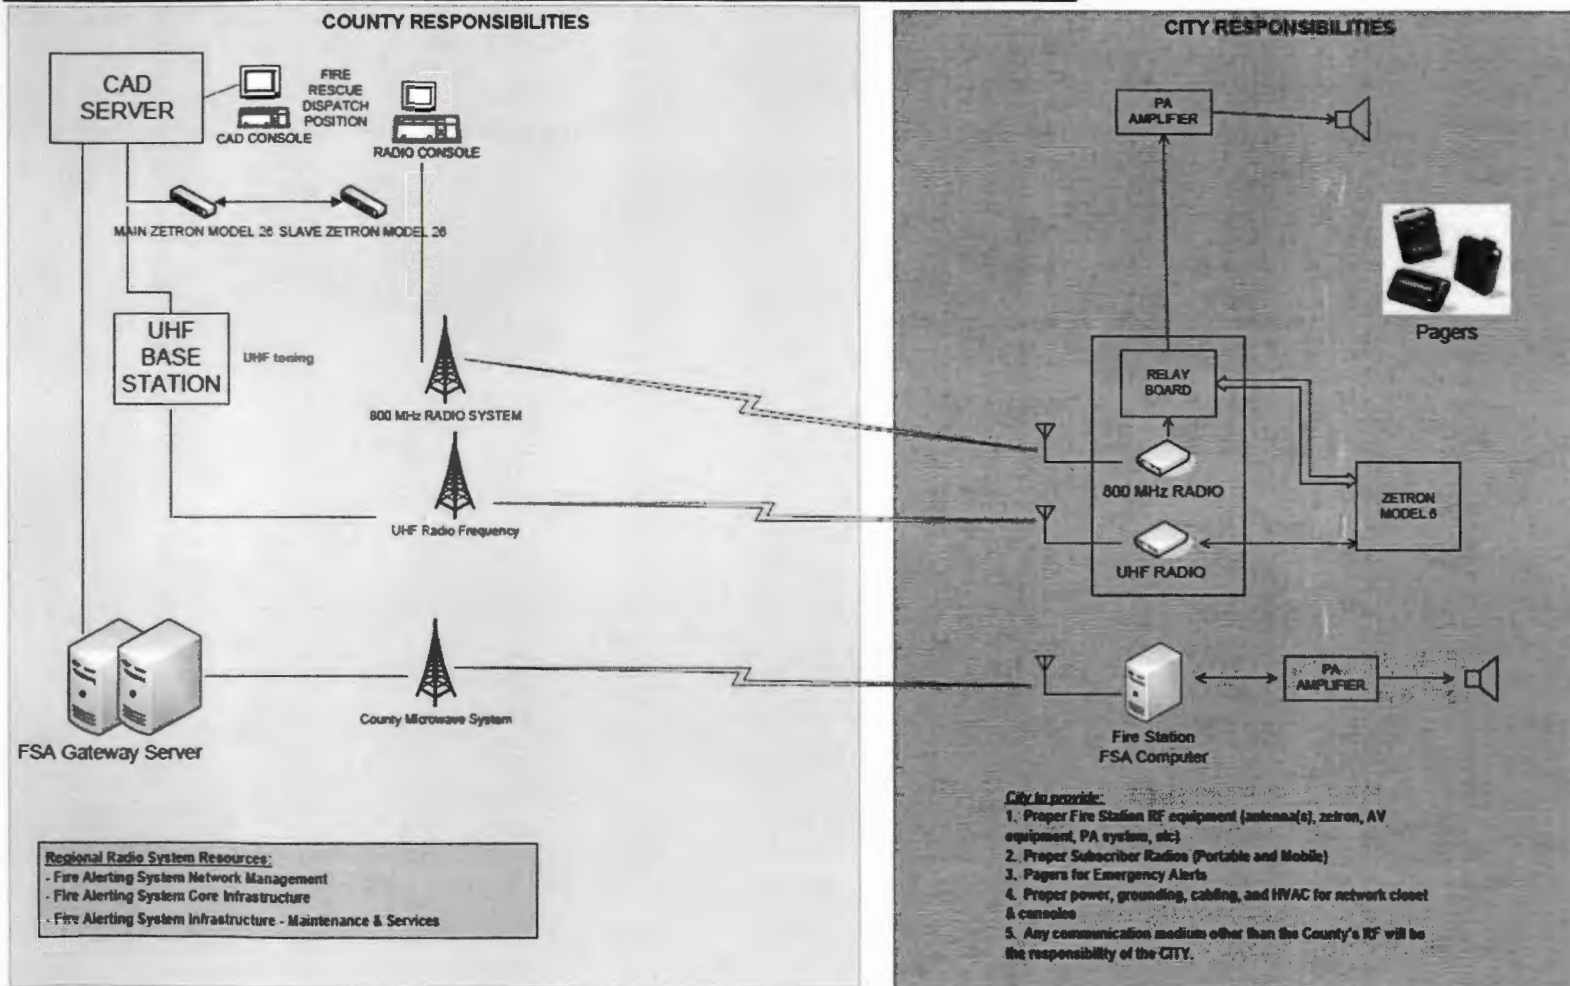 COUNTY RESPONSIBILITIES
CAD
SERVER
FIRE
RESCUE
DISPATCH
POSITION
CAD CONSOLE
RADIO CONSOLE
MAIN ZETRON MODEL 26
SLAVE ZETRON MODEL 26
UHF
BASE
STATION
UHF toning
800 MHz RADIO SYSTEM
UHF Radio Frequency
County Microwave System
FSA Gateway Server
Regional Radio System Resources:
- Fire Alerting System Network Management
- Fire Alerting System Core Infrastructure
- Fire Alerting System Infrastructure - Maintenance & Services
CITY RESPONSIBILITIES
PA
AMPLIFIER
Pagers
RELAY
BOARD
800 MHz RADIO
UHF RADIO
ZETRON
MODEL 6
PA
AMPLIFIER
Fire Station
FSA Computer
City to provide:
1. Proper Fire Station RF equipment (antenna(s), zetron, AV
equipment, PA system, etc)
2. Proper Subscriber Radios (Portable and Mobile)
3. Pagers for Emergency Alerts
4. Proper power, grounding, cabling, and HVAC for network closet
& consoles
5. Any communication medium other than the County's RF will be
the responsibility of the CITY.